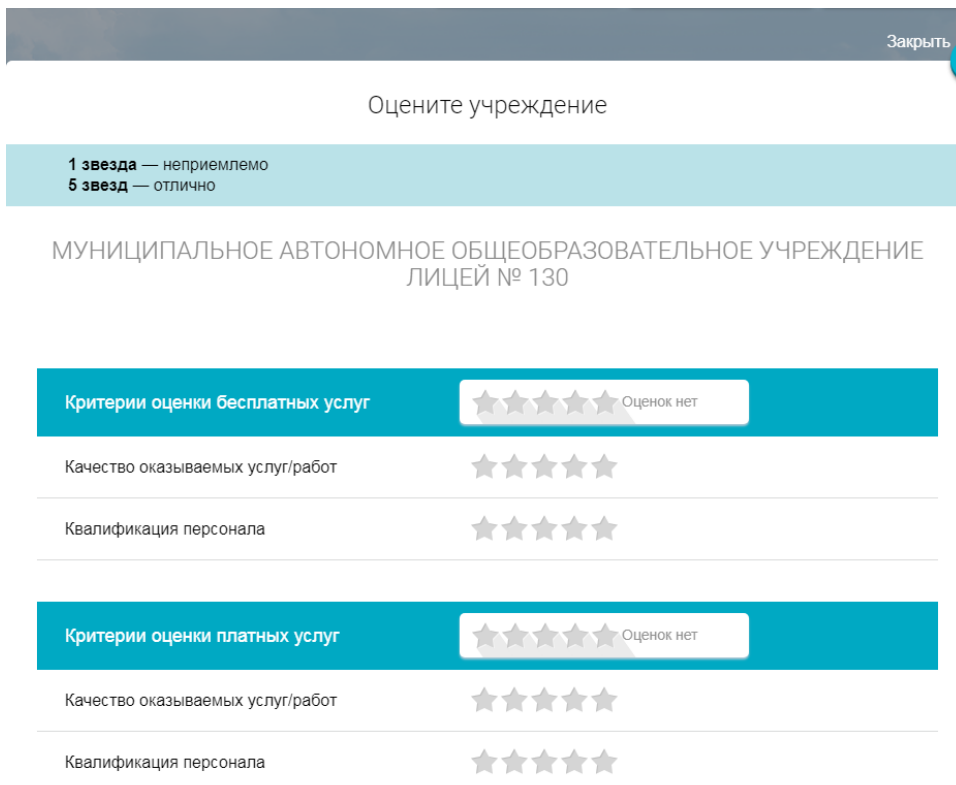 Закрыть
Оцените учреждение
1 звезда — неприемлемо
5 звезд — отлично
МУНИЦИПАЛЬНОЕ АВТОНОМНОЕ ОБЩЕОБРАЗОВАТЕЛЬНОЕ УЧРЕЖДЕНИЕ
ЛИЦЕЙ № 130
Критерии оценки бесплатных услуг Оценок нет
Качество оказываемых услуг/работ
Квалификация персонала
Критерии оценки платных услуг Оценок нет
Качество оказываемых услуг/работ
Квалификация персонала